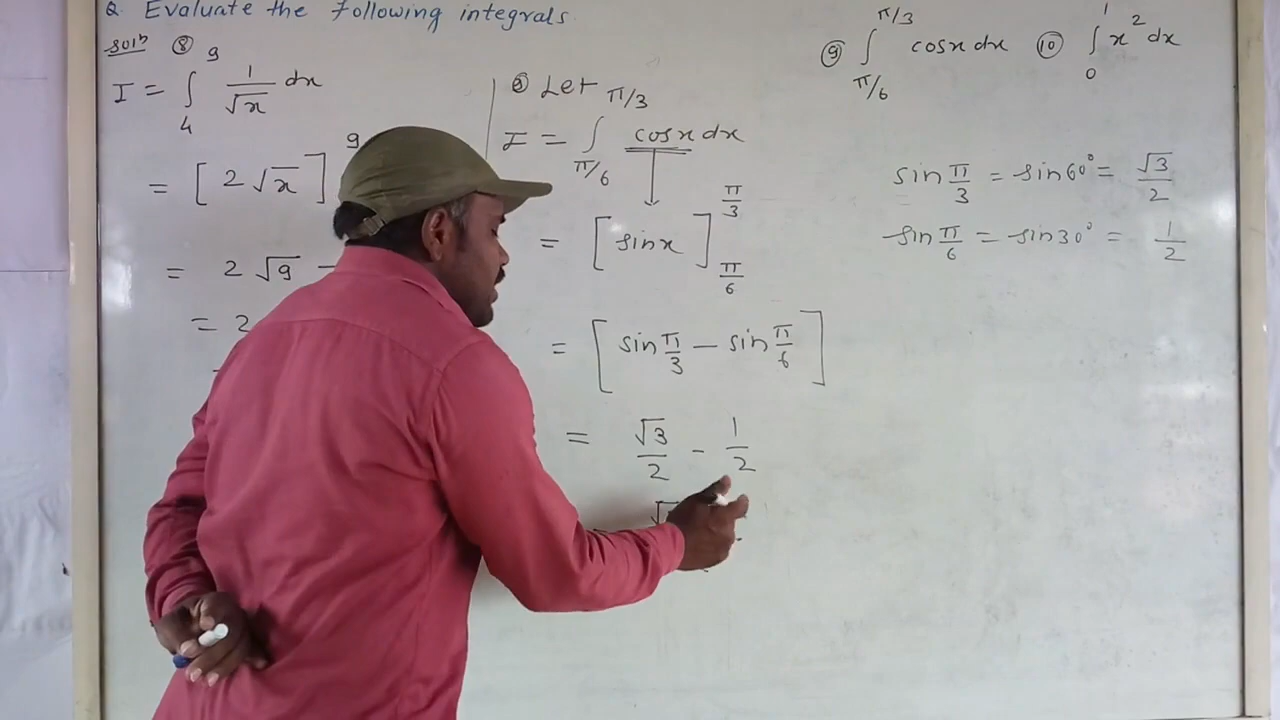 Q. Evaluate the following integrals.
Soln ⑧
I = ∫₄⁹ 1/√x dx
= [2√x]⁹
= 2√9 –
= 2
⑨ Let
I = ∫_{π/6}^{π/3} cosx dx
= [sinx]_{π/6}^{π/3}
= [sin π/3 – sin π/6]
= √3/2 - 1/2
⑨ ∫_{π/6}^{π/3} cosx dx ⑩ ∫₀¹ x² dx
sin π/3 = sin60° = √3/2
sin π/6 = sin30° = 1/2